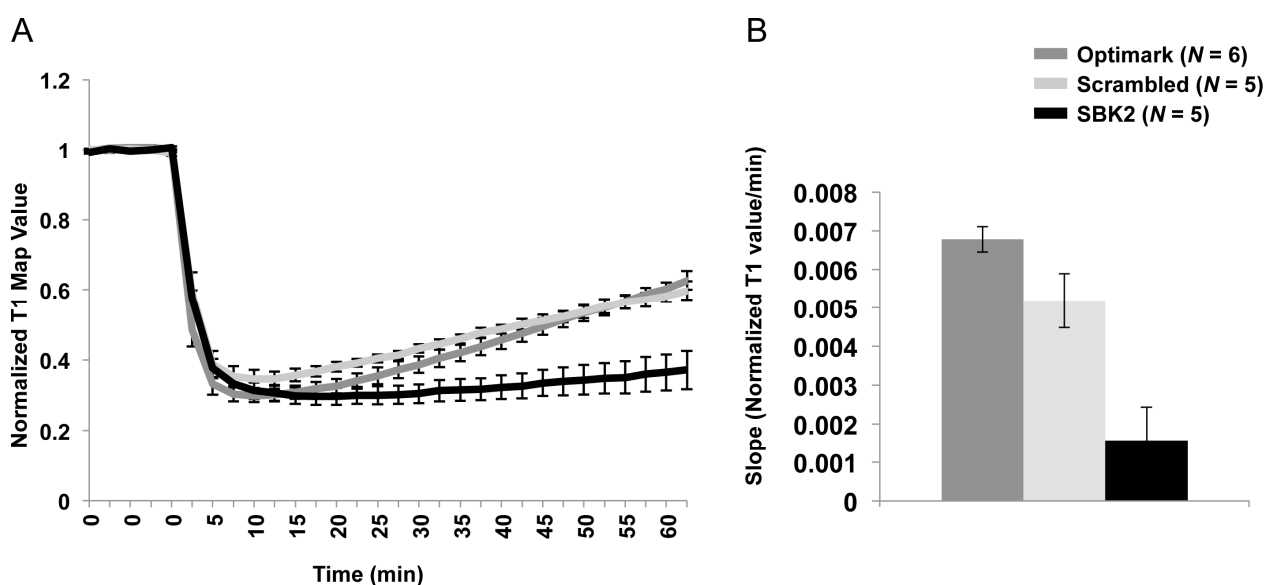 A
Normalized T1 Map Value
1.2
1
0.8
0.6
0.4
0.2
0
0 0 0 5 10 15 20 25 30 35 40 45 50 55 60
Time (min)
B
Optimark (N = 6)
Scrambled (N = 5)
SBK2 (N = 5)
Slope (Normalized T1 value/min)
0.008
0.007
0.006
0.005
0.004
0.003
0.002
0.001
0